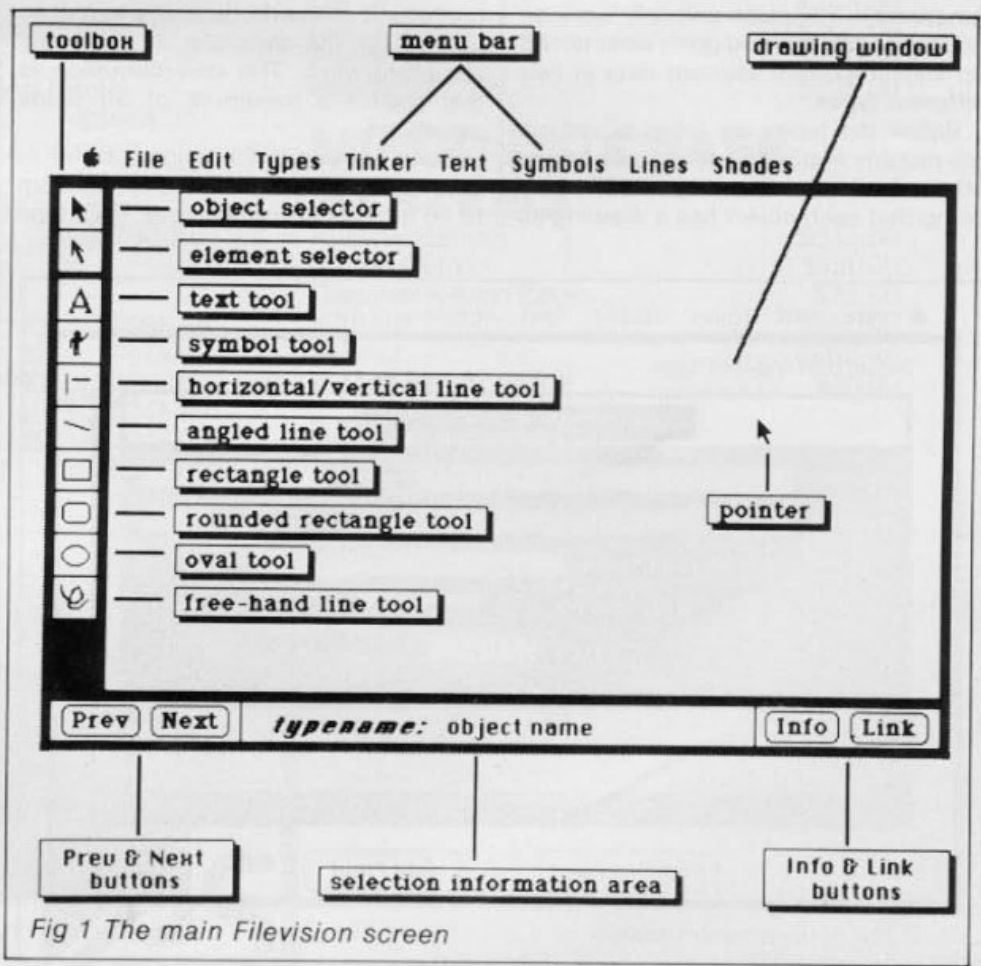 toolbox
menu bar
drawing window
File Edit Types Tinker Text Symbols Lines Shades
object selector
element selector
A
text tool
symbol tool
horizontal/vertical line tool
angled line tool
rectangle tool
pointer
rounded rectangle tool
oval tool
free-hand line tool
Prev Next typename: object name Info Link
Prev & Next
buttons
selection information area
Info & Link
buttons
Fig 1 The main Filevision screen